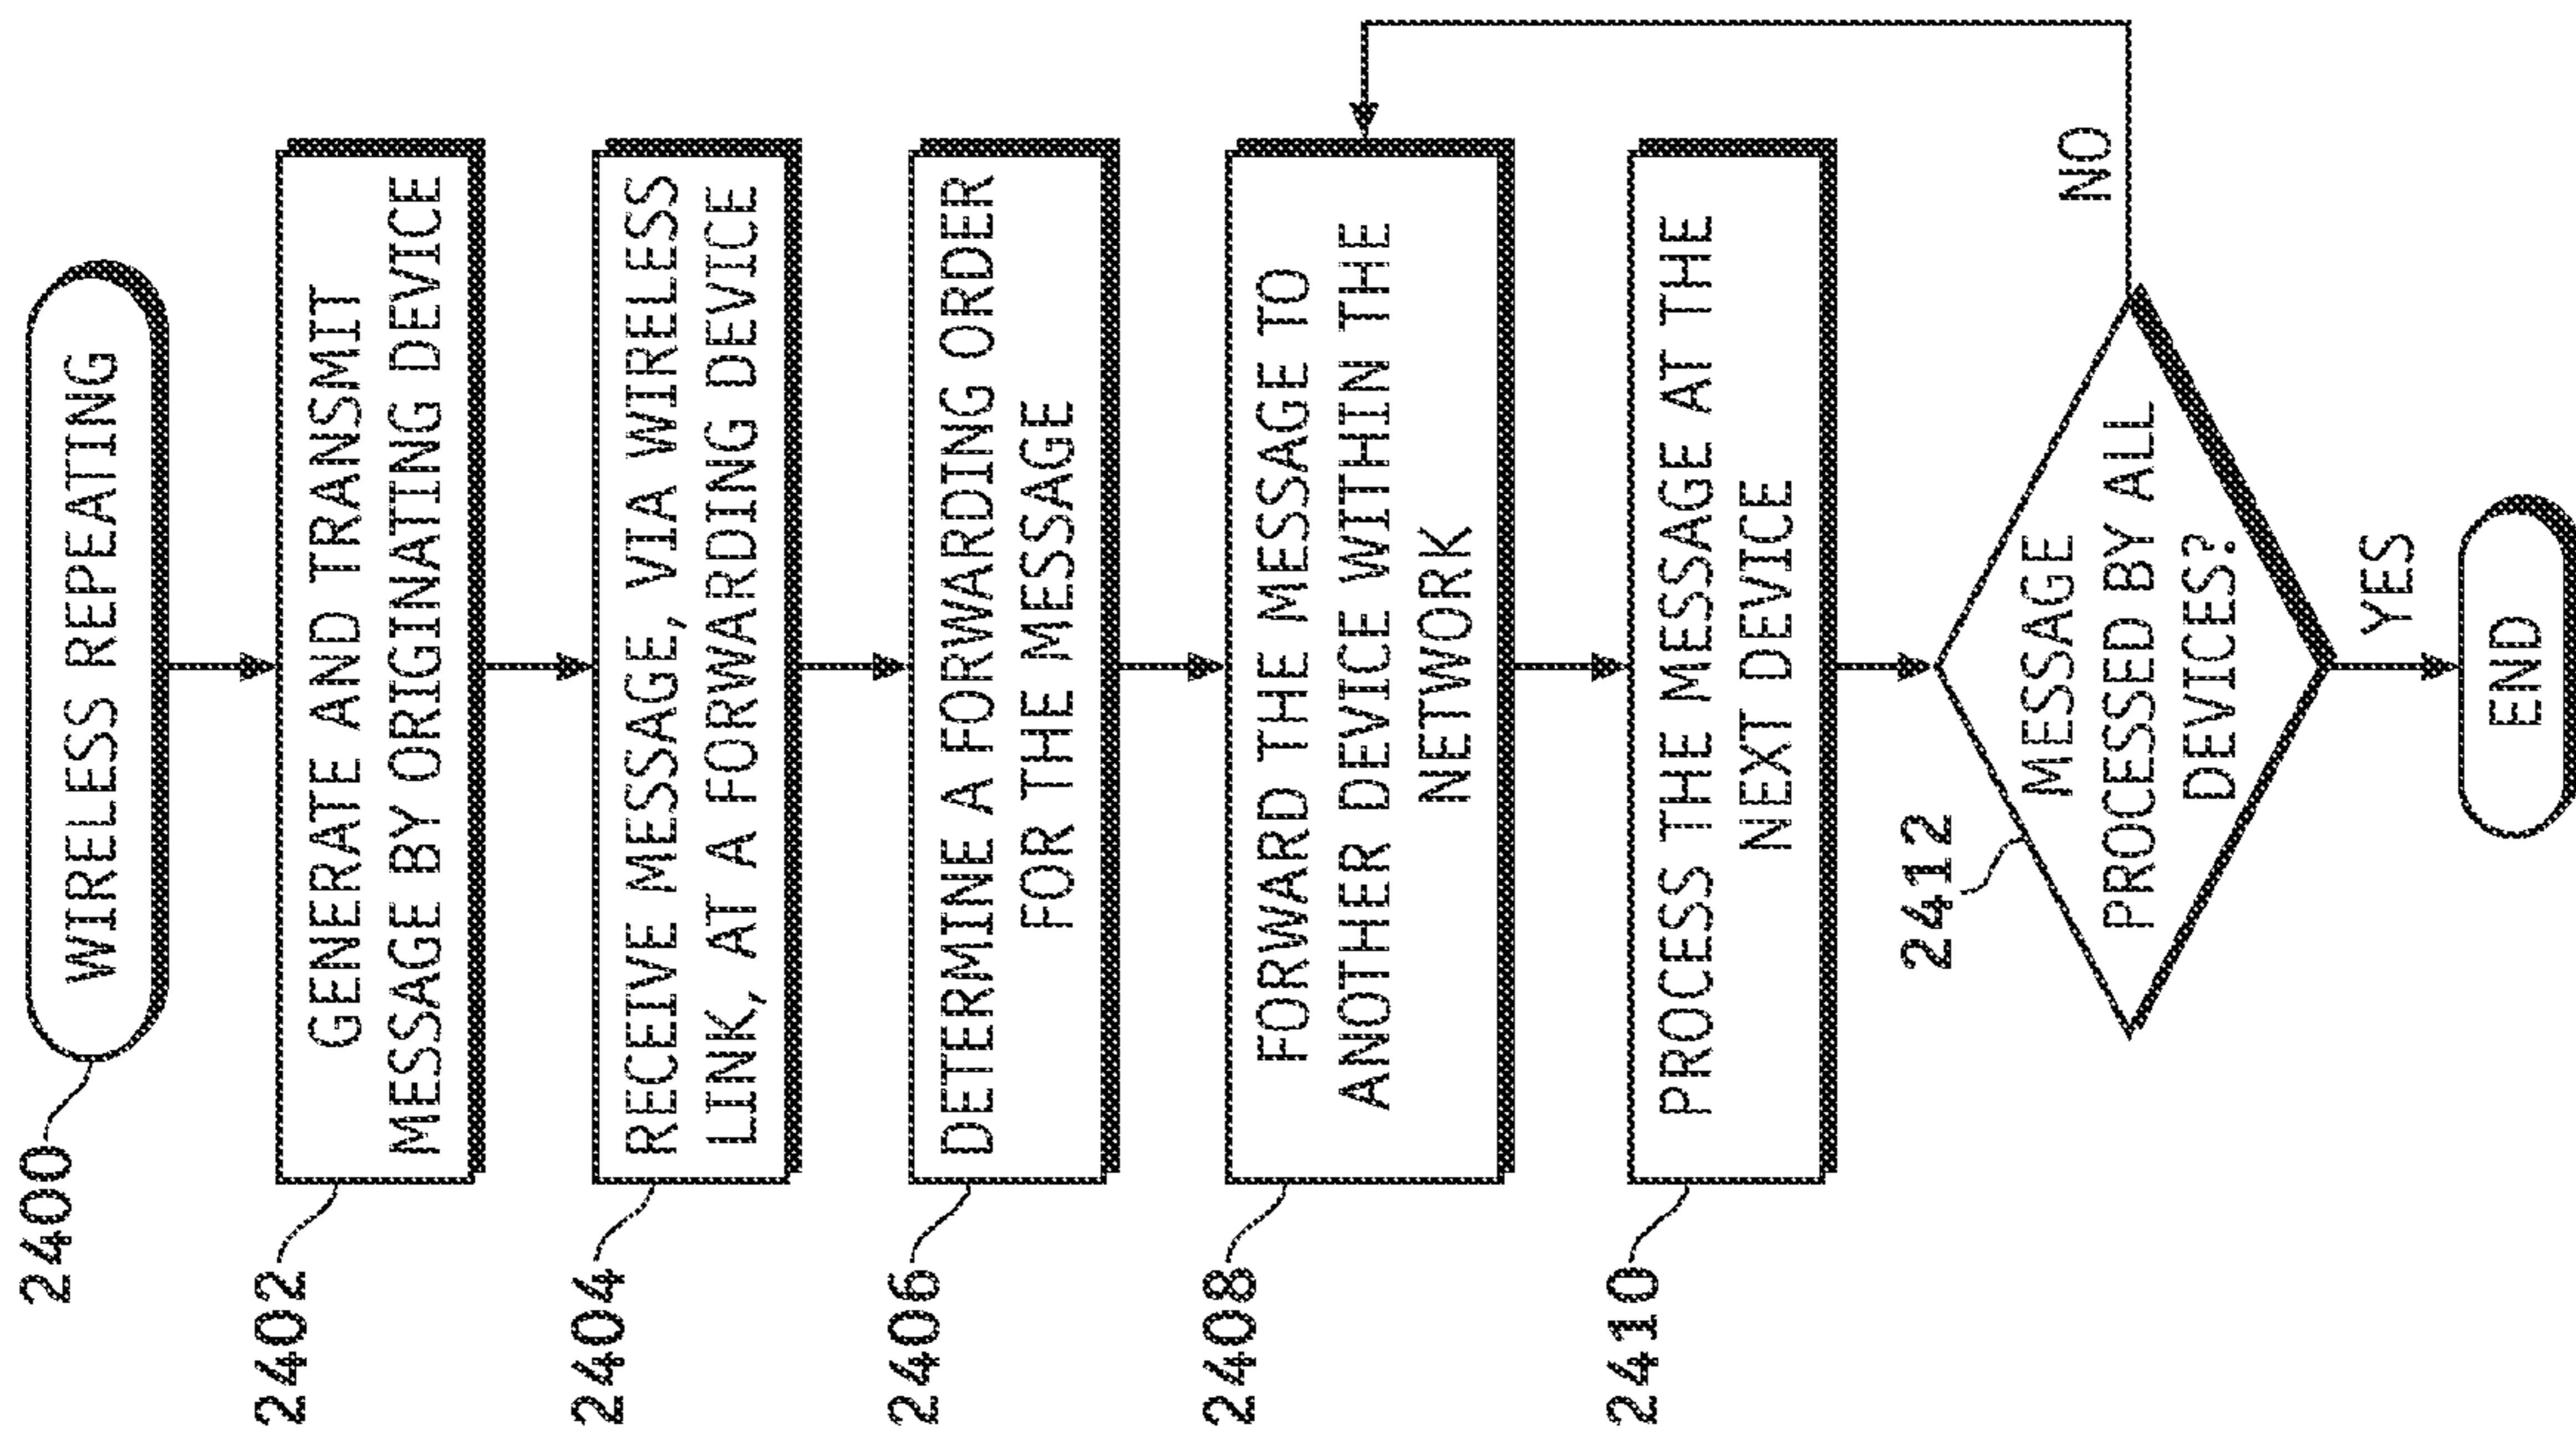 2400
WIRELESS REPEATING
2402
GENERATE AND TRANSMIT
MESSAGE BY ORIGINATING DEVICE
2404
RECEIVE MESSAGE, VIA WIRELESS
LINK, AT A FORWARDING DEVICE
2406
DETERMINE A FORWARDING ORDER
FOR THE MESSAGE
2408
FORWARD THE MESSAGE TO
ANOTHER DEVICE WITHIN THE
NETWORK
2410
PROCESS THE MESSAGE AT THE
NEXT DEVICE
2412
MESSAGE
PROCESSED BY ALL
DEVICES?
NO
YES
END